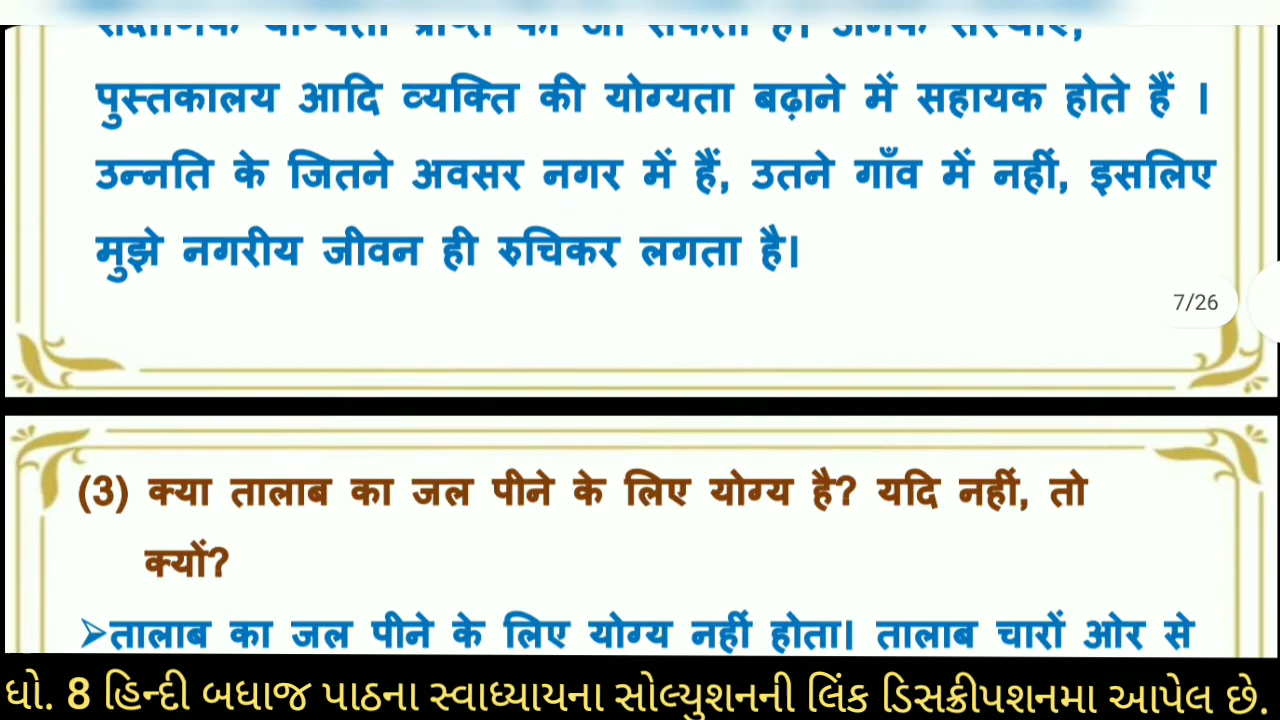 पुस्तकालय आदि व्यक्ति की योग्यता बढ़ाने में सहायक होते हैं ।
उन्नति के जितने अवसर नगर में हैं, उतने गाँव में नहीं, इसलिए
मुझे नगरीय जीवन ही रुचिकर लगता है।
7/26
(3) क्या तालाब का जल पीने के लिए योग्य है? यदि नहीं, तो
क्यों?
➢तालाब का जल पीने के लिए योग्य नहीं होता। तालाब चारों ओर से
ધો. 8 હિન્દી બધાજ પાઠના સ્વાધ્યાયના સોલ્યુશનની લિંક ડિસક્રીપશનમા આપેલ છે.